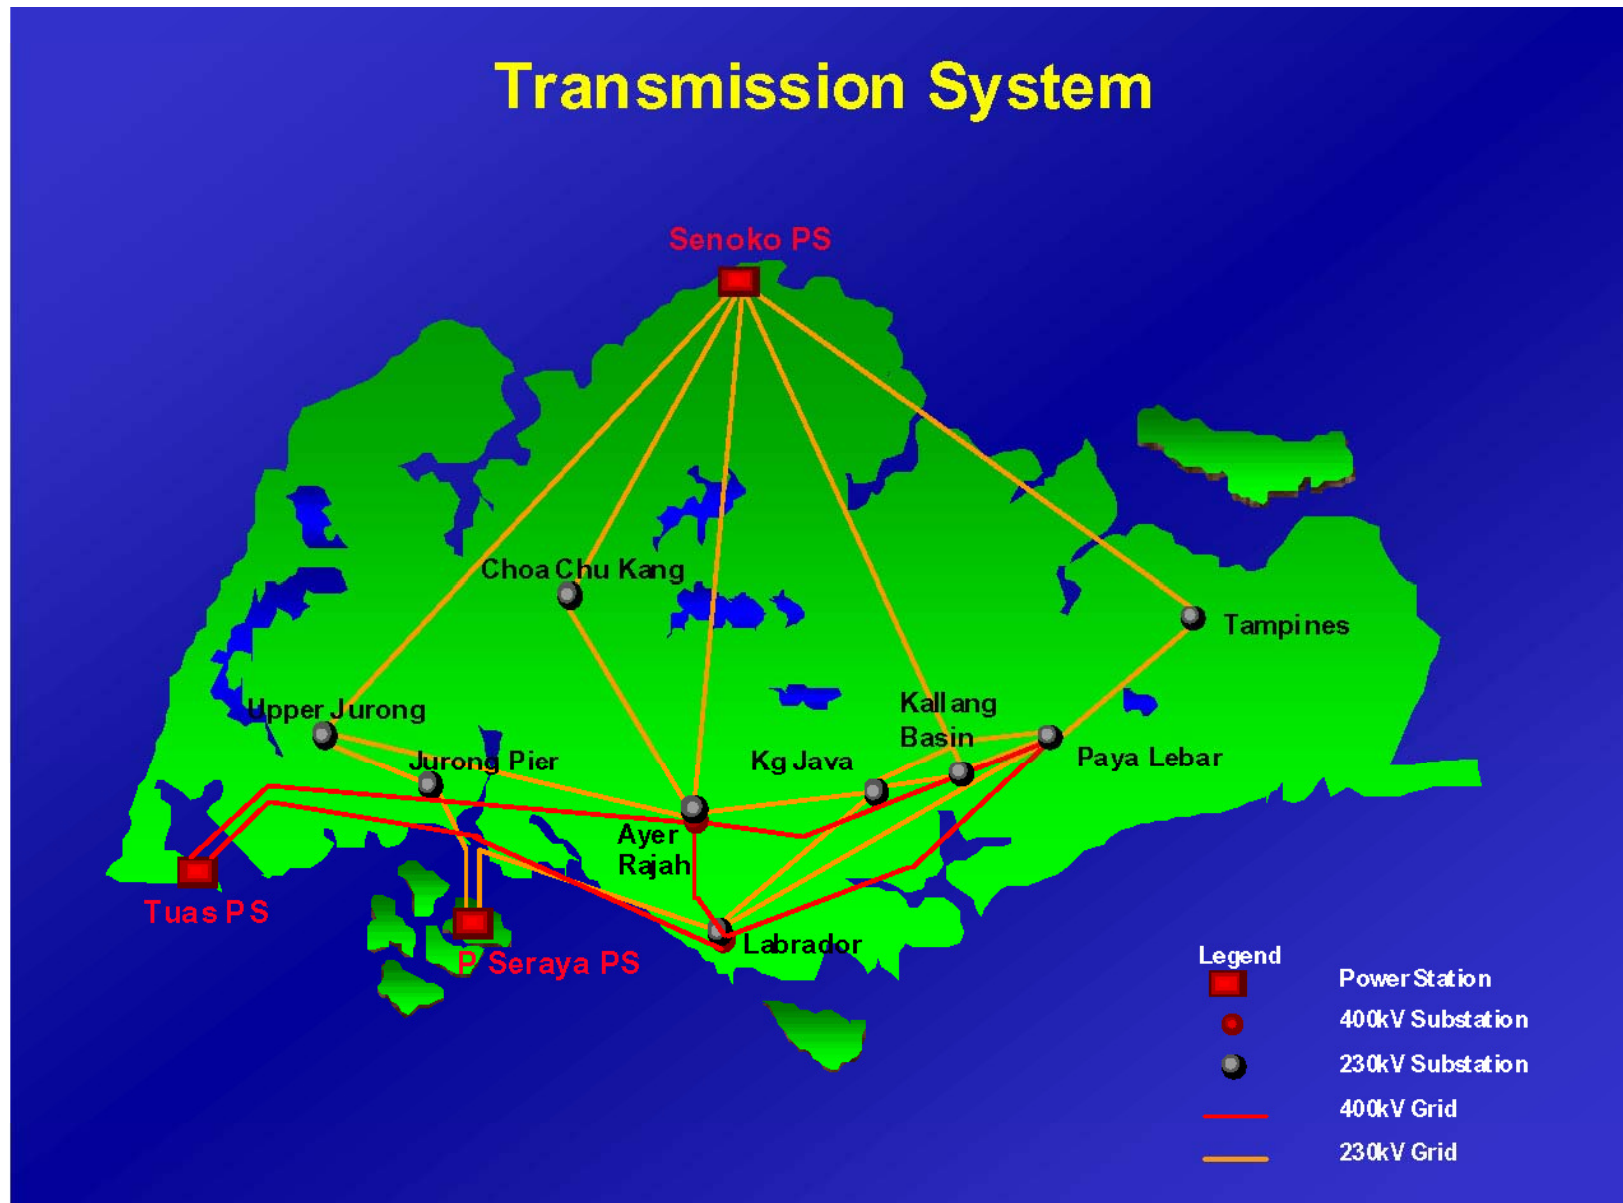 Transmission System
Senoko PS
Choa Chu Kang
Tampines
Upper Jurong
Kallang
Basin
Jurong Pier
Kg Java
Paya Lebar
Ayer
Rajah
Tuas PS
Labrador
P Seraya PS
Legend
Power Station
400kV Substation
230kV Substation
400kV Grid
230kV Grid